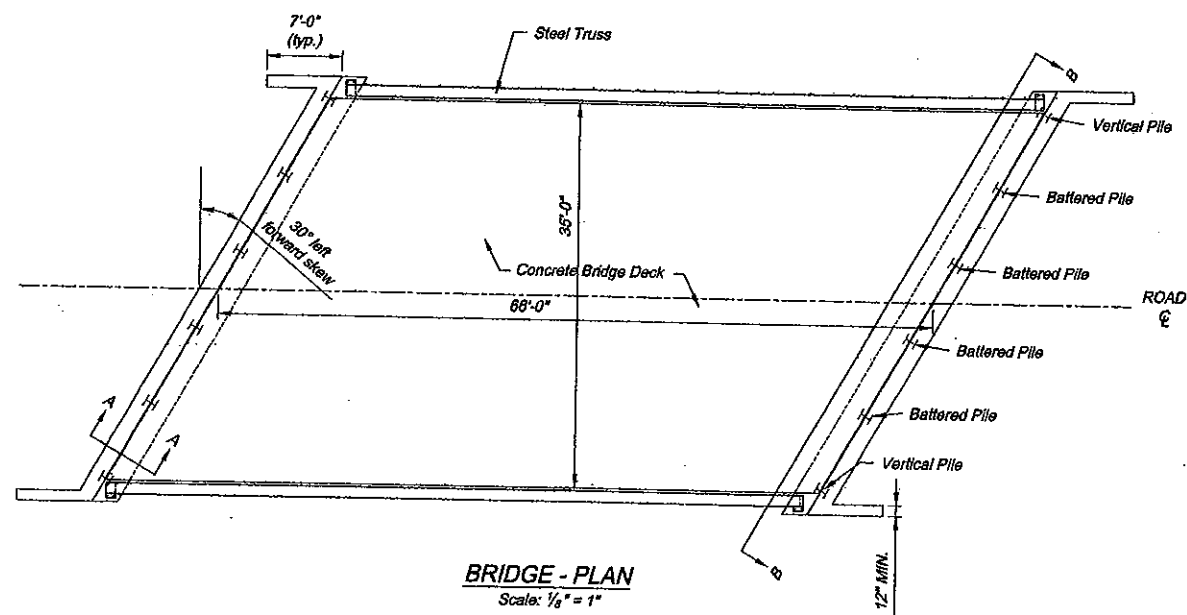 7'-0"
(typ.)
Steel Truss
B
Vertical Pile
Battered Pile
30° left
forward skew
35'-0"
Concrete Bridge Deck
Battered Pile
66'-0"
ROAD
℄
Battered Pile
Battered Pile
A
A
Vertical Pile
B
12" MIN.
BRIDGE - PLAN
Scale: 1/8" = 1"